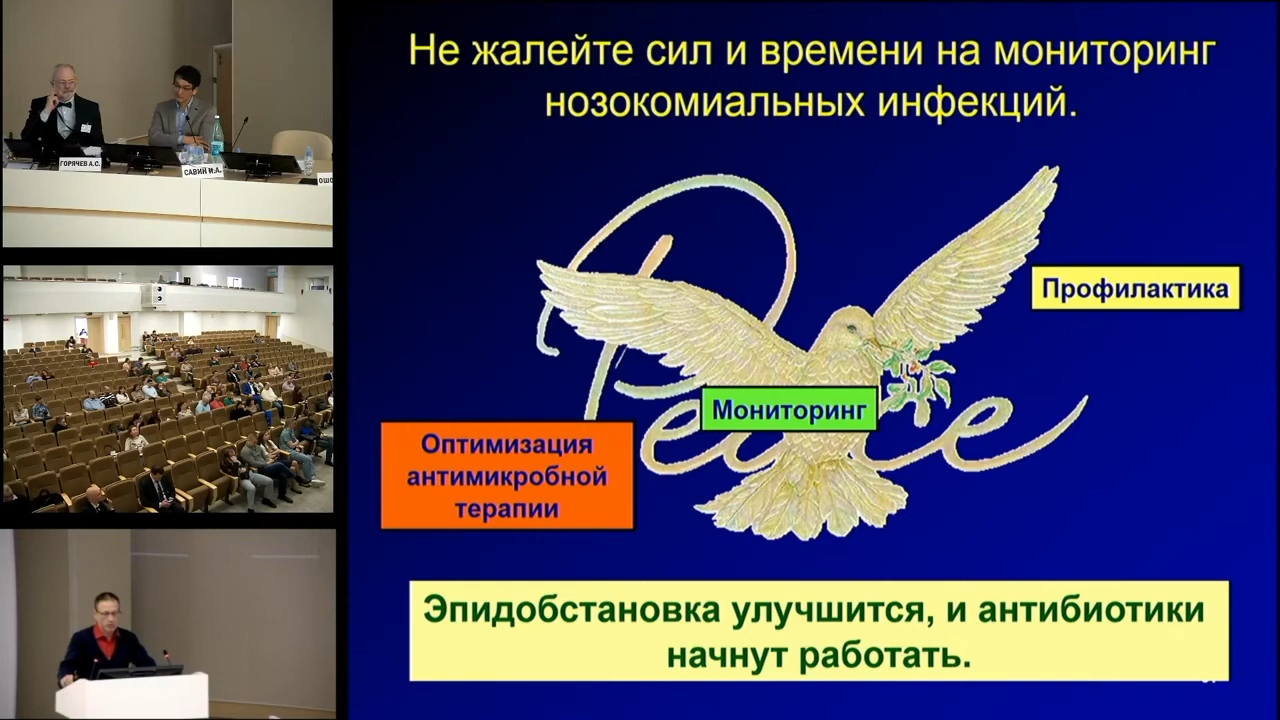 Не жалейте сил и времени на мониторинг
нозокомиальных инфекций.
Peace
Профилактика
Мониторинг
Оптимизация
антимикробной
терапии
Эпидобстановка улучшится, и антибиотики
начнут работать.
ГОРЯЧЕВ А.С.
САВИН И.А.